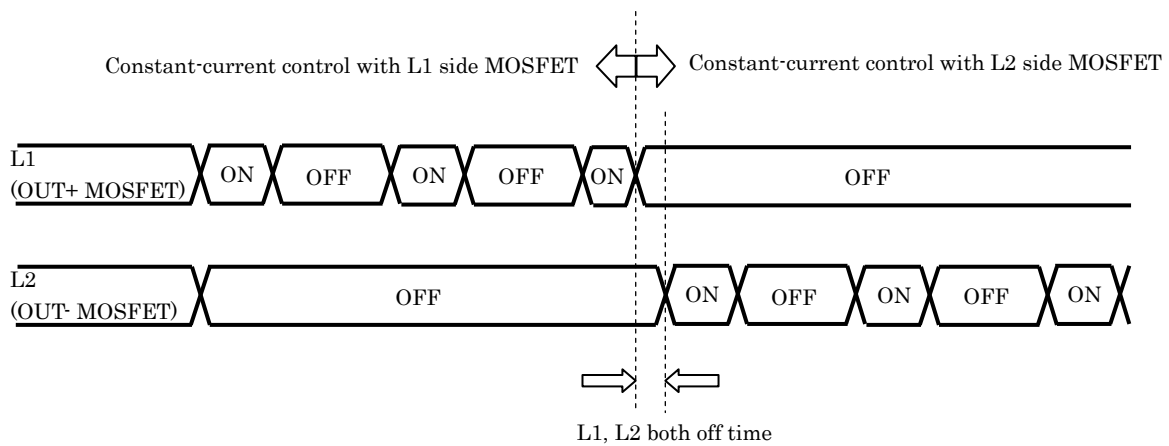 Constant-current control with L1 side MOSFET
Constant-current control with L2 side MOSFET
L1
(OUT+ MOSFET)
ON
OFF
ON
OFF
ON
OFF
L2
(OUT- MOSFET)
OFF
ON
OFF
ON
OFF
ON
L1, L2 both off time